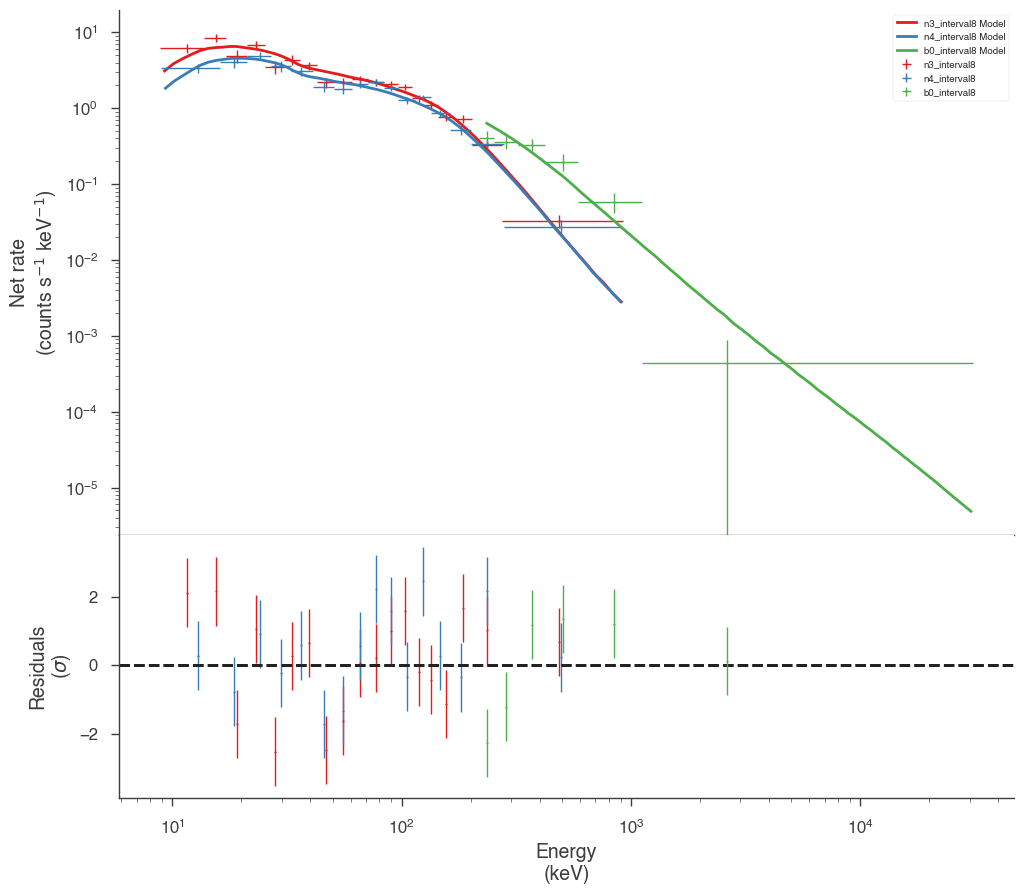 n3_interval8 Model
n4_interval8 Model
b0_interval8 Model
n3_interval8
n4_interval8
b0_interval8
10¹
10⁰
10⁻¹
10⁻²
10⁻³
10⁻⁴
10⁻⁵
Net rate
(counts s⁻¹ keV⁻¹)
2
0
−2
Residuals
(σ)
10¹ 10² 10³ 10⁴
Energy
(keV)